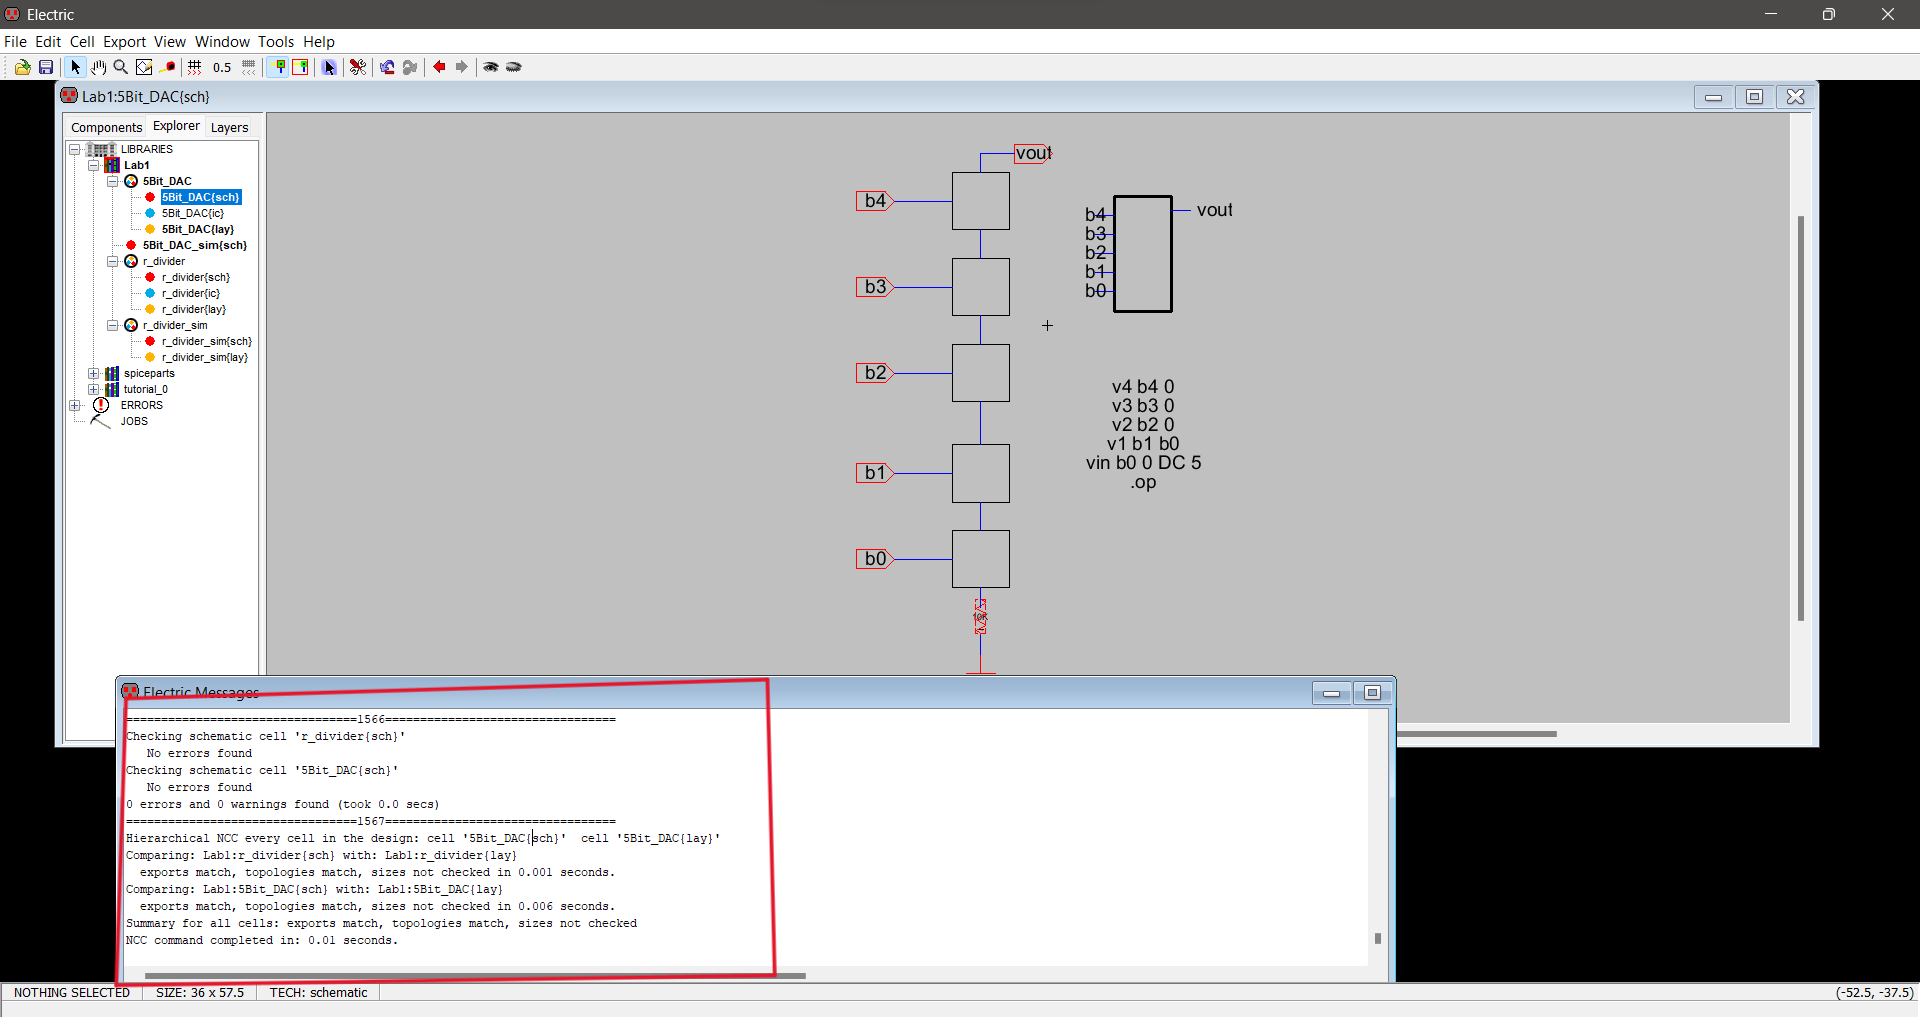 Electric
File Edit Cell Export View Window Tools Help
0.5
Lab1:5Bit_DAC{sch}
Components Explorer Layers
LIBRARIES
Lab1
5Bit_DAC
5Bit_DAC{sch}
5Bit_DAC{ic}
5Bit_DAC{lay}
5Bit_DAC_sim{sch}
r_divider
r_divider{sch}
r_divider{ic}
r_divider{lay}
r_divider_sim
r_divider_sim{sch}
r_divider_sim{lay}
spiceparts
tutorial_0
ERRORS
JOBS
vout
b4
b3
b2
b1
b0
b4
b3
b2
b1
b0
vout
v4 b4 0
v3 b3 0
v2 b2 0
v1 b1 b0
vin b0 0 DC 5
.op
Electric Messages
=================================1566=================================
Checking schematic cell 'r_divider{sch}'
No errors found
Checking schematic cell '5Bit_DAC{sch}'
No errors found
0 errors and 0 warnings found (took 0.0 secs)
=================================1567=================================
Hierarchical NCC every cell in the design: cell '5Bit_DAC{sch}' cell '5Bit_DAC{lay}'
Comparing: Lab1:r_divider{sch} with: Lab1:r_divider{lay}
exports match, topologies match, sizes not checked in 0.001 seconds.
Comparing: Lab1:5Bit_DAC{sch} with: Lab1:5Bit_DAC{lay}
exports match, topologies match, sizes not checked in 0.006 seconds.
Summary for all cells: exports match, topologies match, sizes not checked
NCC command completed in: 0.01 seconds.
NOTHING SELECTED SIZE: 36 x 57.5 TECH: schematic (-52.5, -37.5)